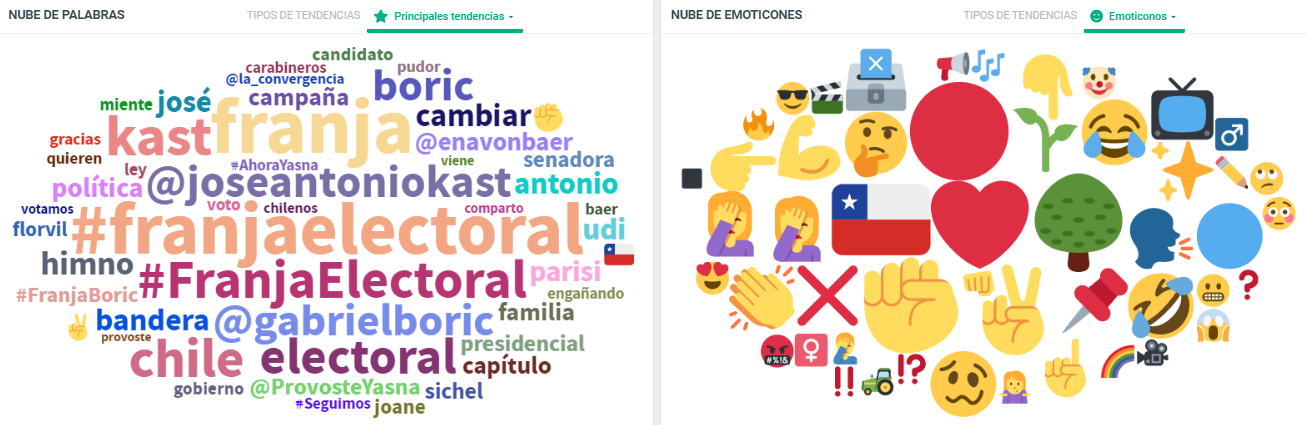 NUBE DE PALABRAS
TIPOS DE TENDENCIAS
Principales tendencias
candidato
carabineros
pudor
@la_convergencia
boric
miente
josé
campaña
cambiar
kast
franja
gracias
@enavonbaer
quieren
ley
#AhoraYasna
viene
senadora
política
@joseantoniokast
antonio
votamos
voto
chilenos
comparto
baer
florvil
#franjaelectoral
udi
himno
#FranjaElectoral
parisi
#FranjaBoric
engañando
bandera
@gabrielboric
familia
provoste
chile
electoral
presidencial
capítulo
gobierno
@ProvosteYasna
sichel
#Seguimos
joane
NUBE DE EMOTICONES
TIPOS DE TENDENCIAS
Emoticonos
#%!&